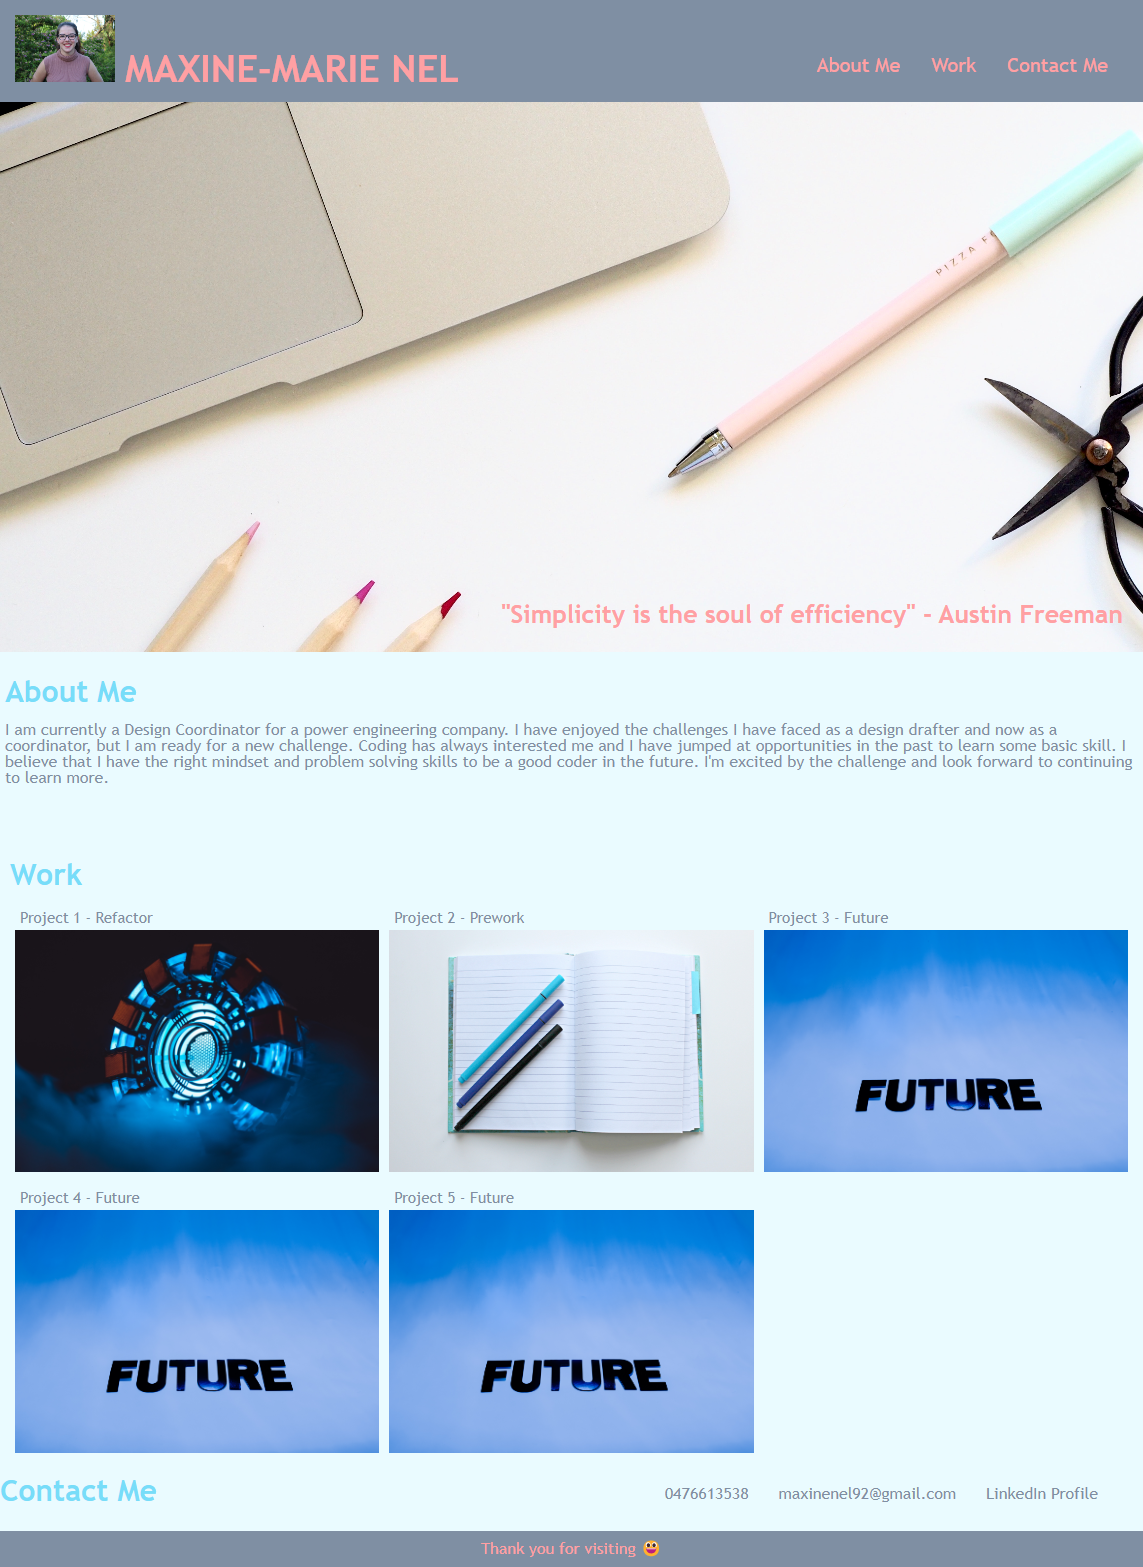 MAXINE-MARIE NEL
About Me Work Contact Me
PIZZA F
"Simplicity is the soul of efficiency" - Austin Freeman
About Me
I am currently a Design Coordinator for a power engineering company. I have enjoyed the challenges I have faced as a design drafter and now as a
coordinator, but I am ready for a new challenge. Coding has always interested me and I have jumped at opportunities in the past to learn some basic skill. I
believe that I have the right mindset and problem solving skills to be a good coder in the future. I'm excited by the challenge and look forward to continuing
to learn more.
Work
Project 1 - Refactor
Project 2 - Prework
Project 3 - Future
FUTURE
Project 4 - Future
Project 5 - Future
FUTURE
FUTURE
Contact Me
0476613538 maxinenel92@gmail.com LinkedIn Profile
Thank you for visiting 😃